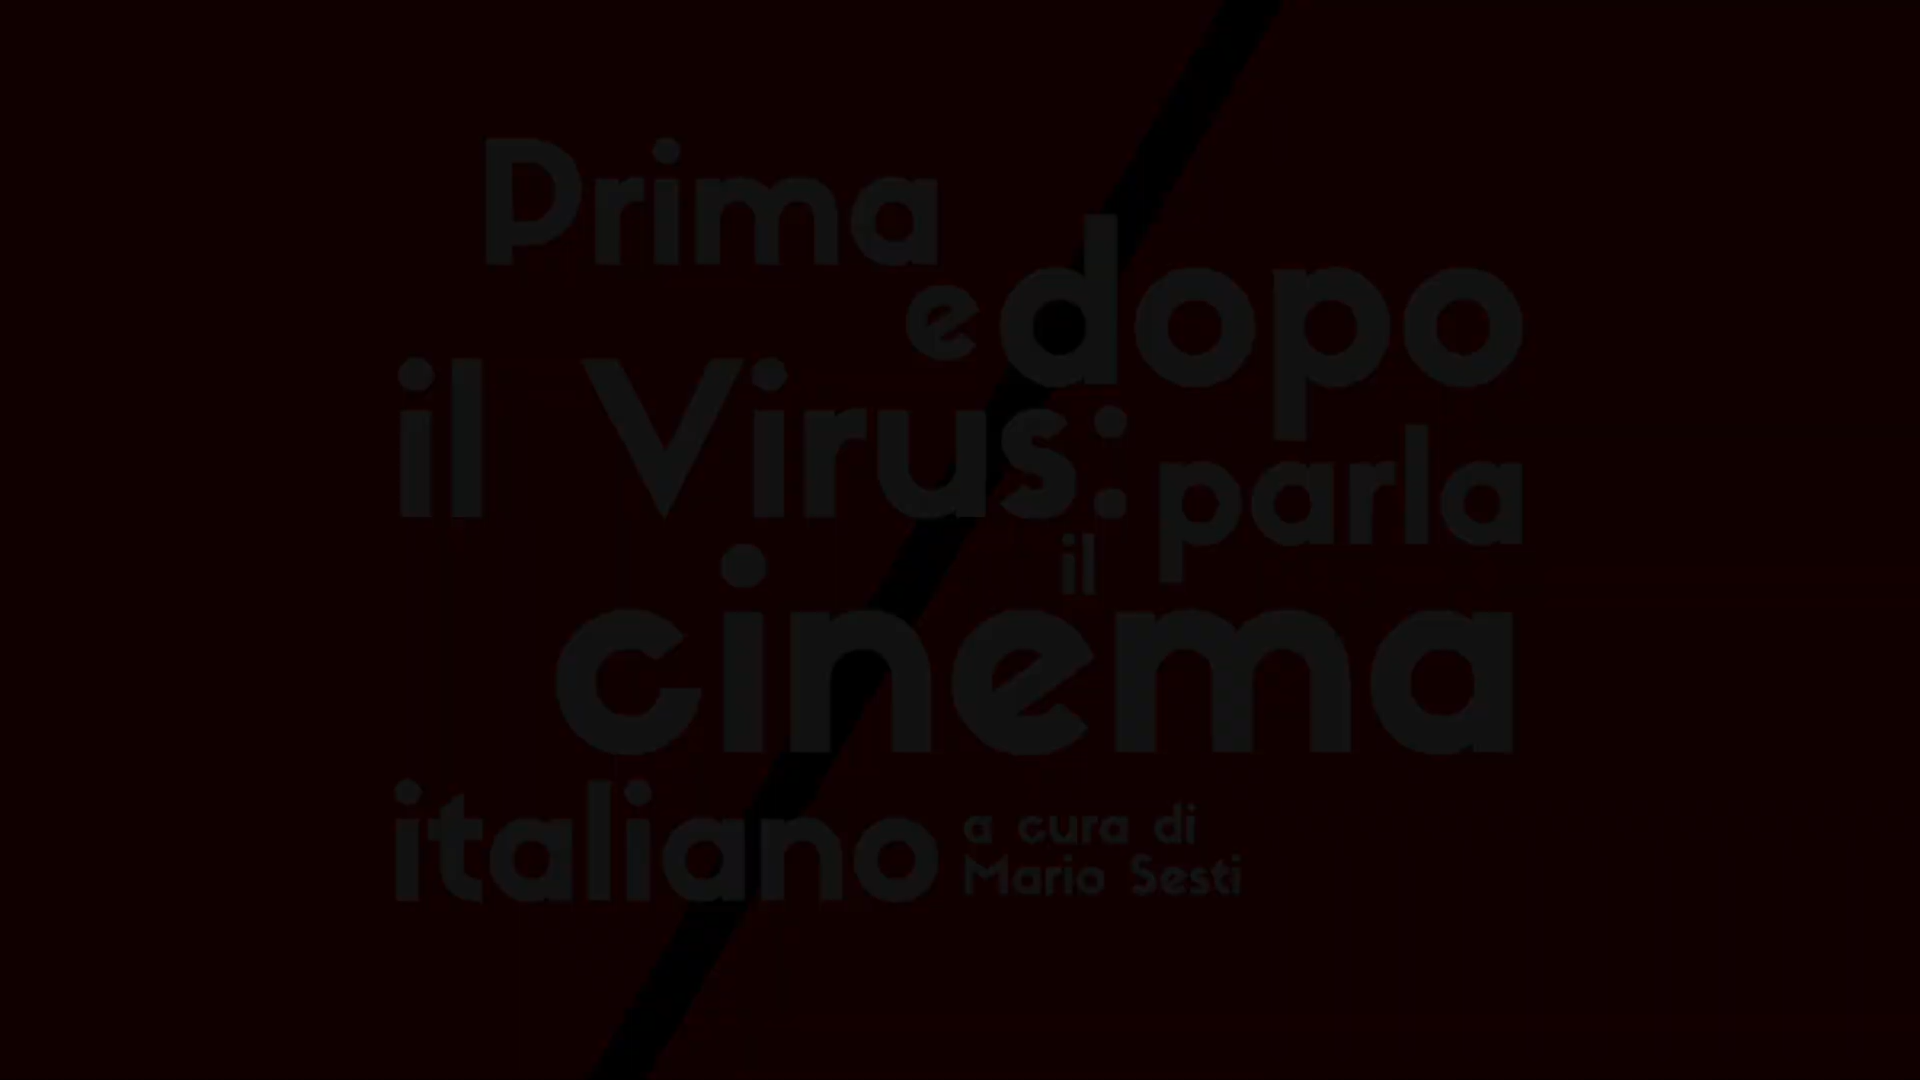 Prima
e dopo
il Virus: parla
il
cinema
italiano a cura di
Mario Sesti